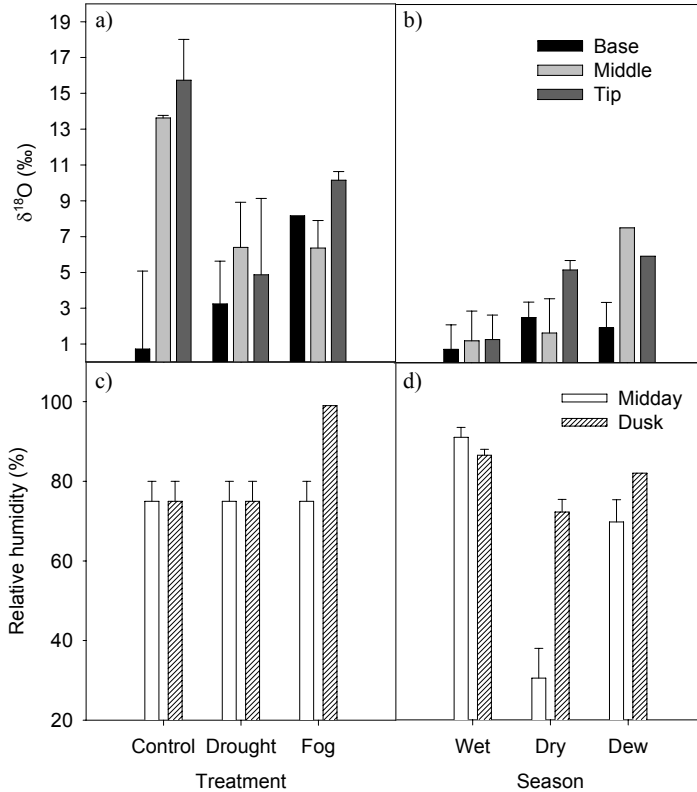 a)
19
17
15
13
11
9
7
5
3
1
δ¹⁸O (‰)
b)
Base
Middle
Tip
c)
100
80
60
40
20
Relative humidity (%)
Control Drought Fog
Treatment
d)
Midday
Dusk
Wet Dry Dew
Season